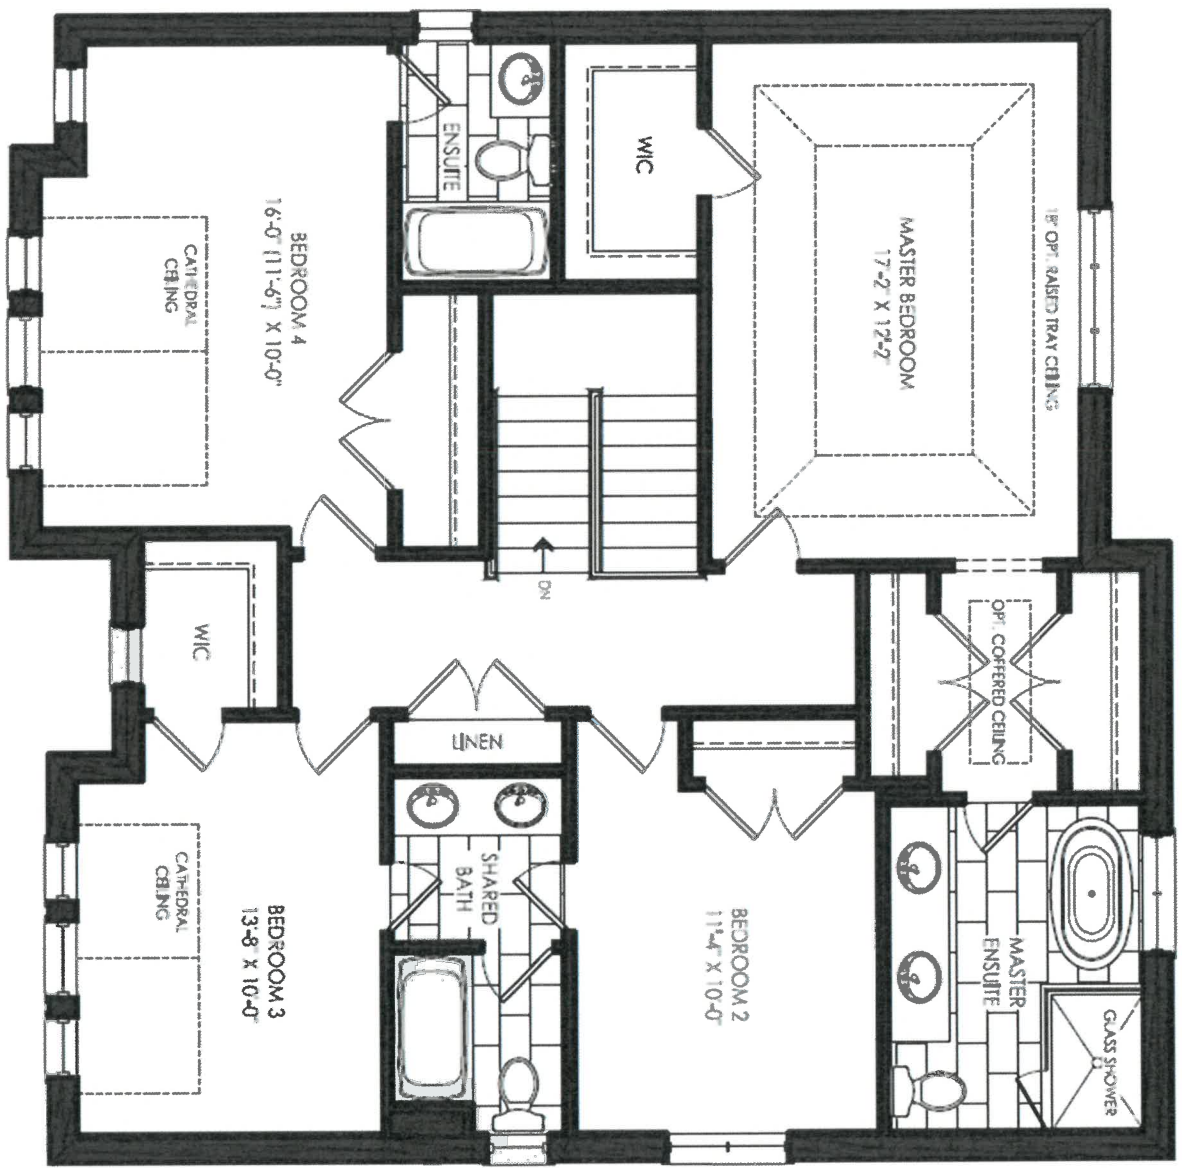 ENSUITE
WIC
BEDROOM 4
16'-0" (11'-6") X 10'-0"
CATHEDRAL
CEILING
MASTER BEDROOM
17'-2" X 12'-2"
18" OPT. RAISED TRAY CEILING
DN
WIC
OPT. COFFERED CEILING
LINEN
SHARED
BATH
CATHEDRAL
CEILING
BEDROOM 3
13'-8" X 10'-0"
BEDROOM 2
11'-4" X 10'-0"
MASTER
ENSUITE
GLASS SHOWER